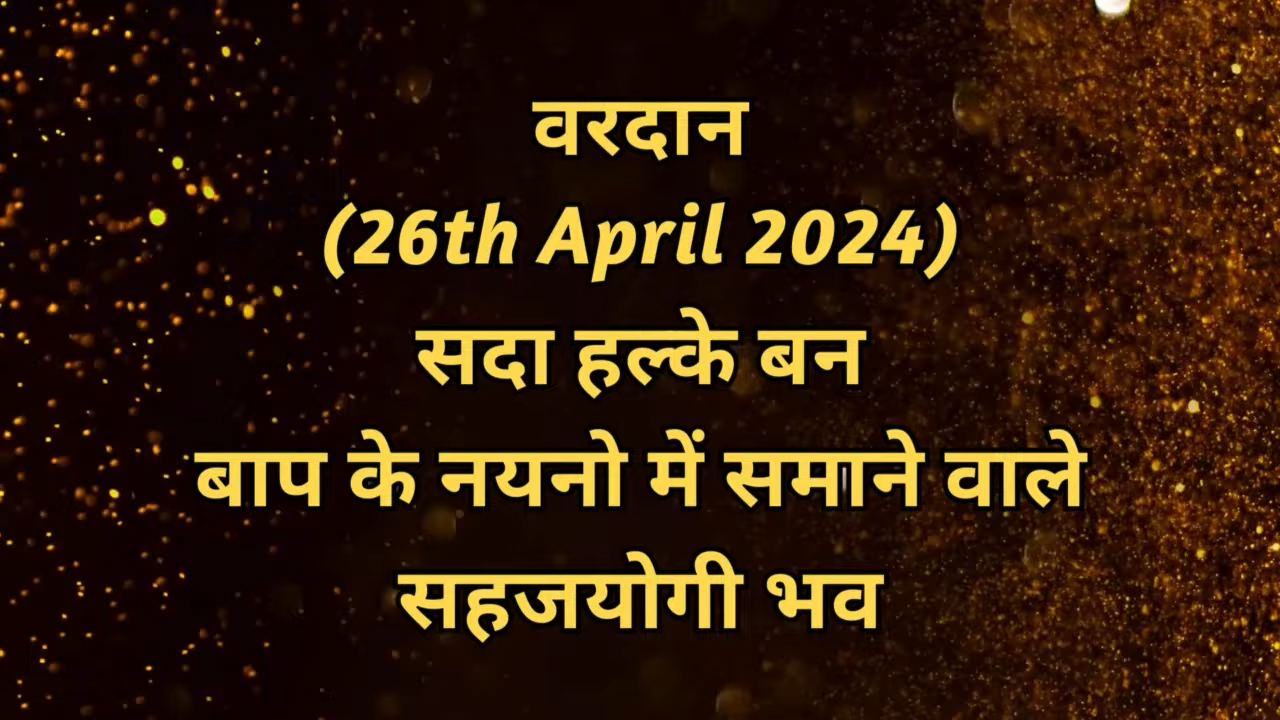 वरदान
(26th April 2024)
सदा हल्के बन
बाप के नयनो में समाने वाले
सहजयोगी भव